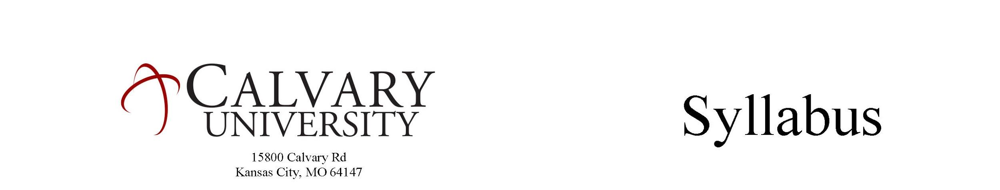 CALVARY
UNIVERSITY
15800 Calvary Rd
Kansas City, MO 64147
Syllabus